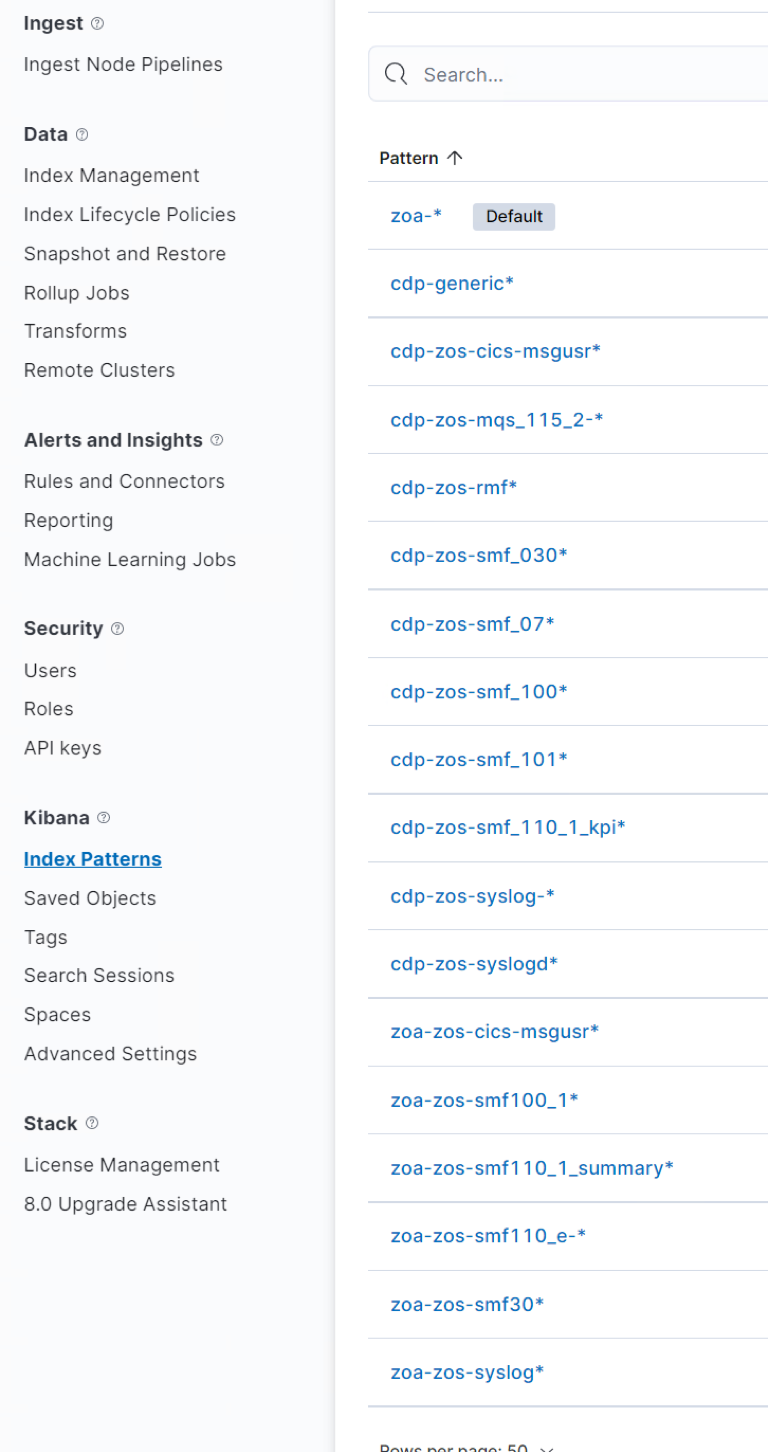 Ingest
Ingest Node Pipelines
Data
Index Management
Index Lifecycle Policies
Snapshot and Restore
Rollup Jobs
Transforms
Remote Clusters
Alerts and Insights
Rules and Connectors
Reporting
Machine Learning Jobs
Security
Users
Roles
API keys
Kibana
Index Patterns
Saved Objects
Tags
Search Sessions
Spaces
Advanced Settings
Stack
License Management
8.0 Upgrade Assistant
Search...
Pattern ↑
zoa-* Default
cdp-generic*
cdp-zos-cics-msgusr*
cdp-zos-mqs_115_2-*
cdp-zos-rmf*
cdp-zos-smf_030*
cdp-zos-smf_07*
cdp-zos-smf_100*
cdp-zos-smf_101*
cdp-zos-smf_110_1_kpi*
cdp-zos-syslog-*
cdp-zos-syslogd*
zoa-zos-cics-msgusr*
zoa-zos-smf100_1*
zoa-zos-smf110_1_summary*
zoa-zos-smf110_e-*
zoa-zos-smf30*
zoa-zos-syslog*
Rows per page: 50